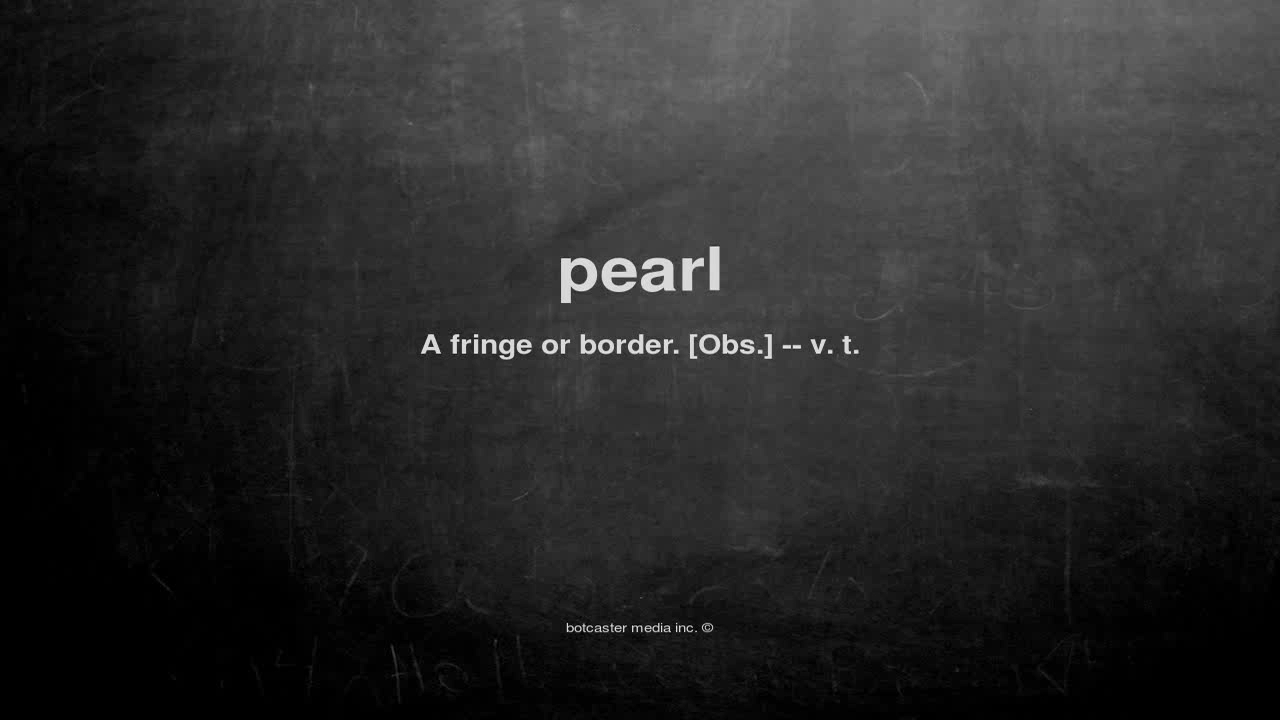 pearl
A fringe or border. [Obs.] -- v. t.
botcaster media inc. ©